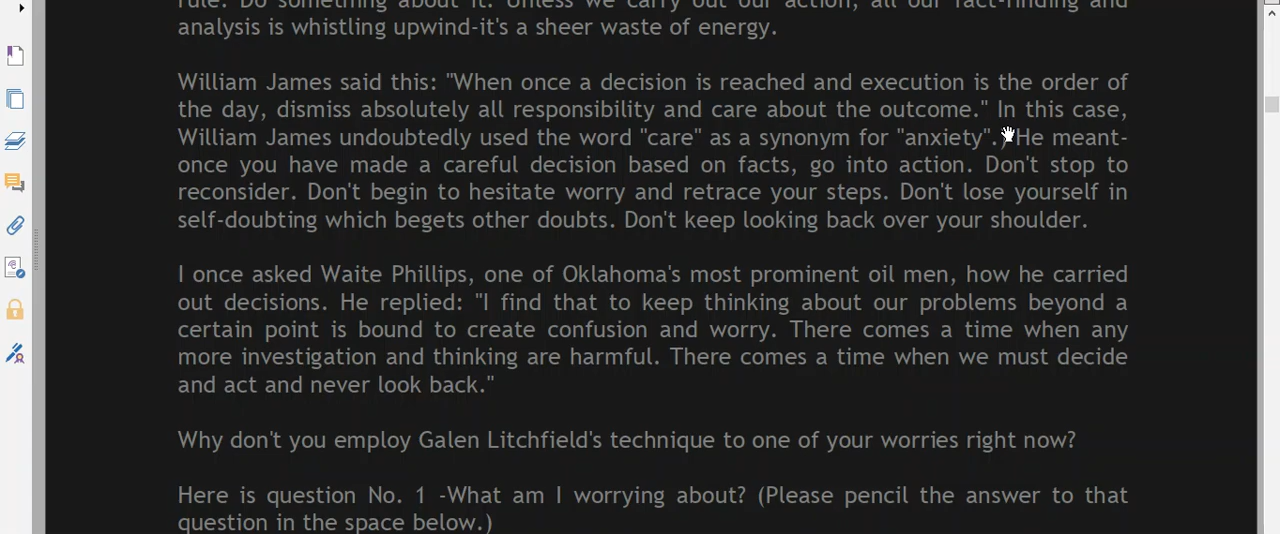 rule. Do something about it. Unless we carry out our action, all our fact-finding and
analysis is whistling upwind-it's a sheer waste of energy.
William James said this: "When once a decision is reached and execution is the order of
the day, dismiss absolutely all responsibility and care about the outcome." In this case,
William James undoubtedly used the word "care" as a synonym for "anxiety".) He meant-
once you have made a careful decision based on facts, go into action. Don't stop to
reconsider. Don't begin to hesitate worry and retrace your steps. Don't lose yourself in
self-doubting which begets other doubts. Don't keep looking back over your shoulder.
I once asked Waite Phillips, one of Oklahoma's most prominent oil men, how he carried
out decisions. He replied: "I find that to keep thinking about our problems beyond a
certain point is bound to create confusion and worry. There comes a time when any
more investigation and thinking are harmful. There comes a time when we must decide
and act and never look back."
Why don't you employ Galen Litchfield's technique to one of your worries right now?
Here is question No. 1 -What am I worrying about? (Please pencil the answer to that
question in the space below.)